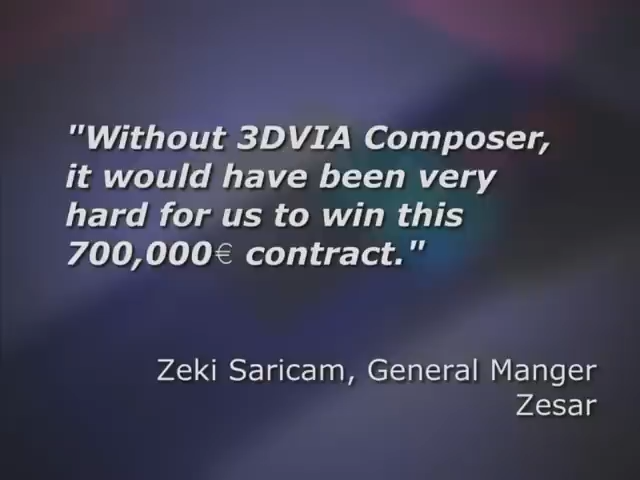 "Without 3DVIA Composer,
it would have been very
hard for us to win this
700,000€ contract."
Zeki Saricam, General Manger
Zesar